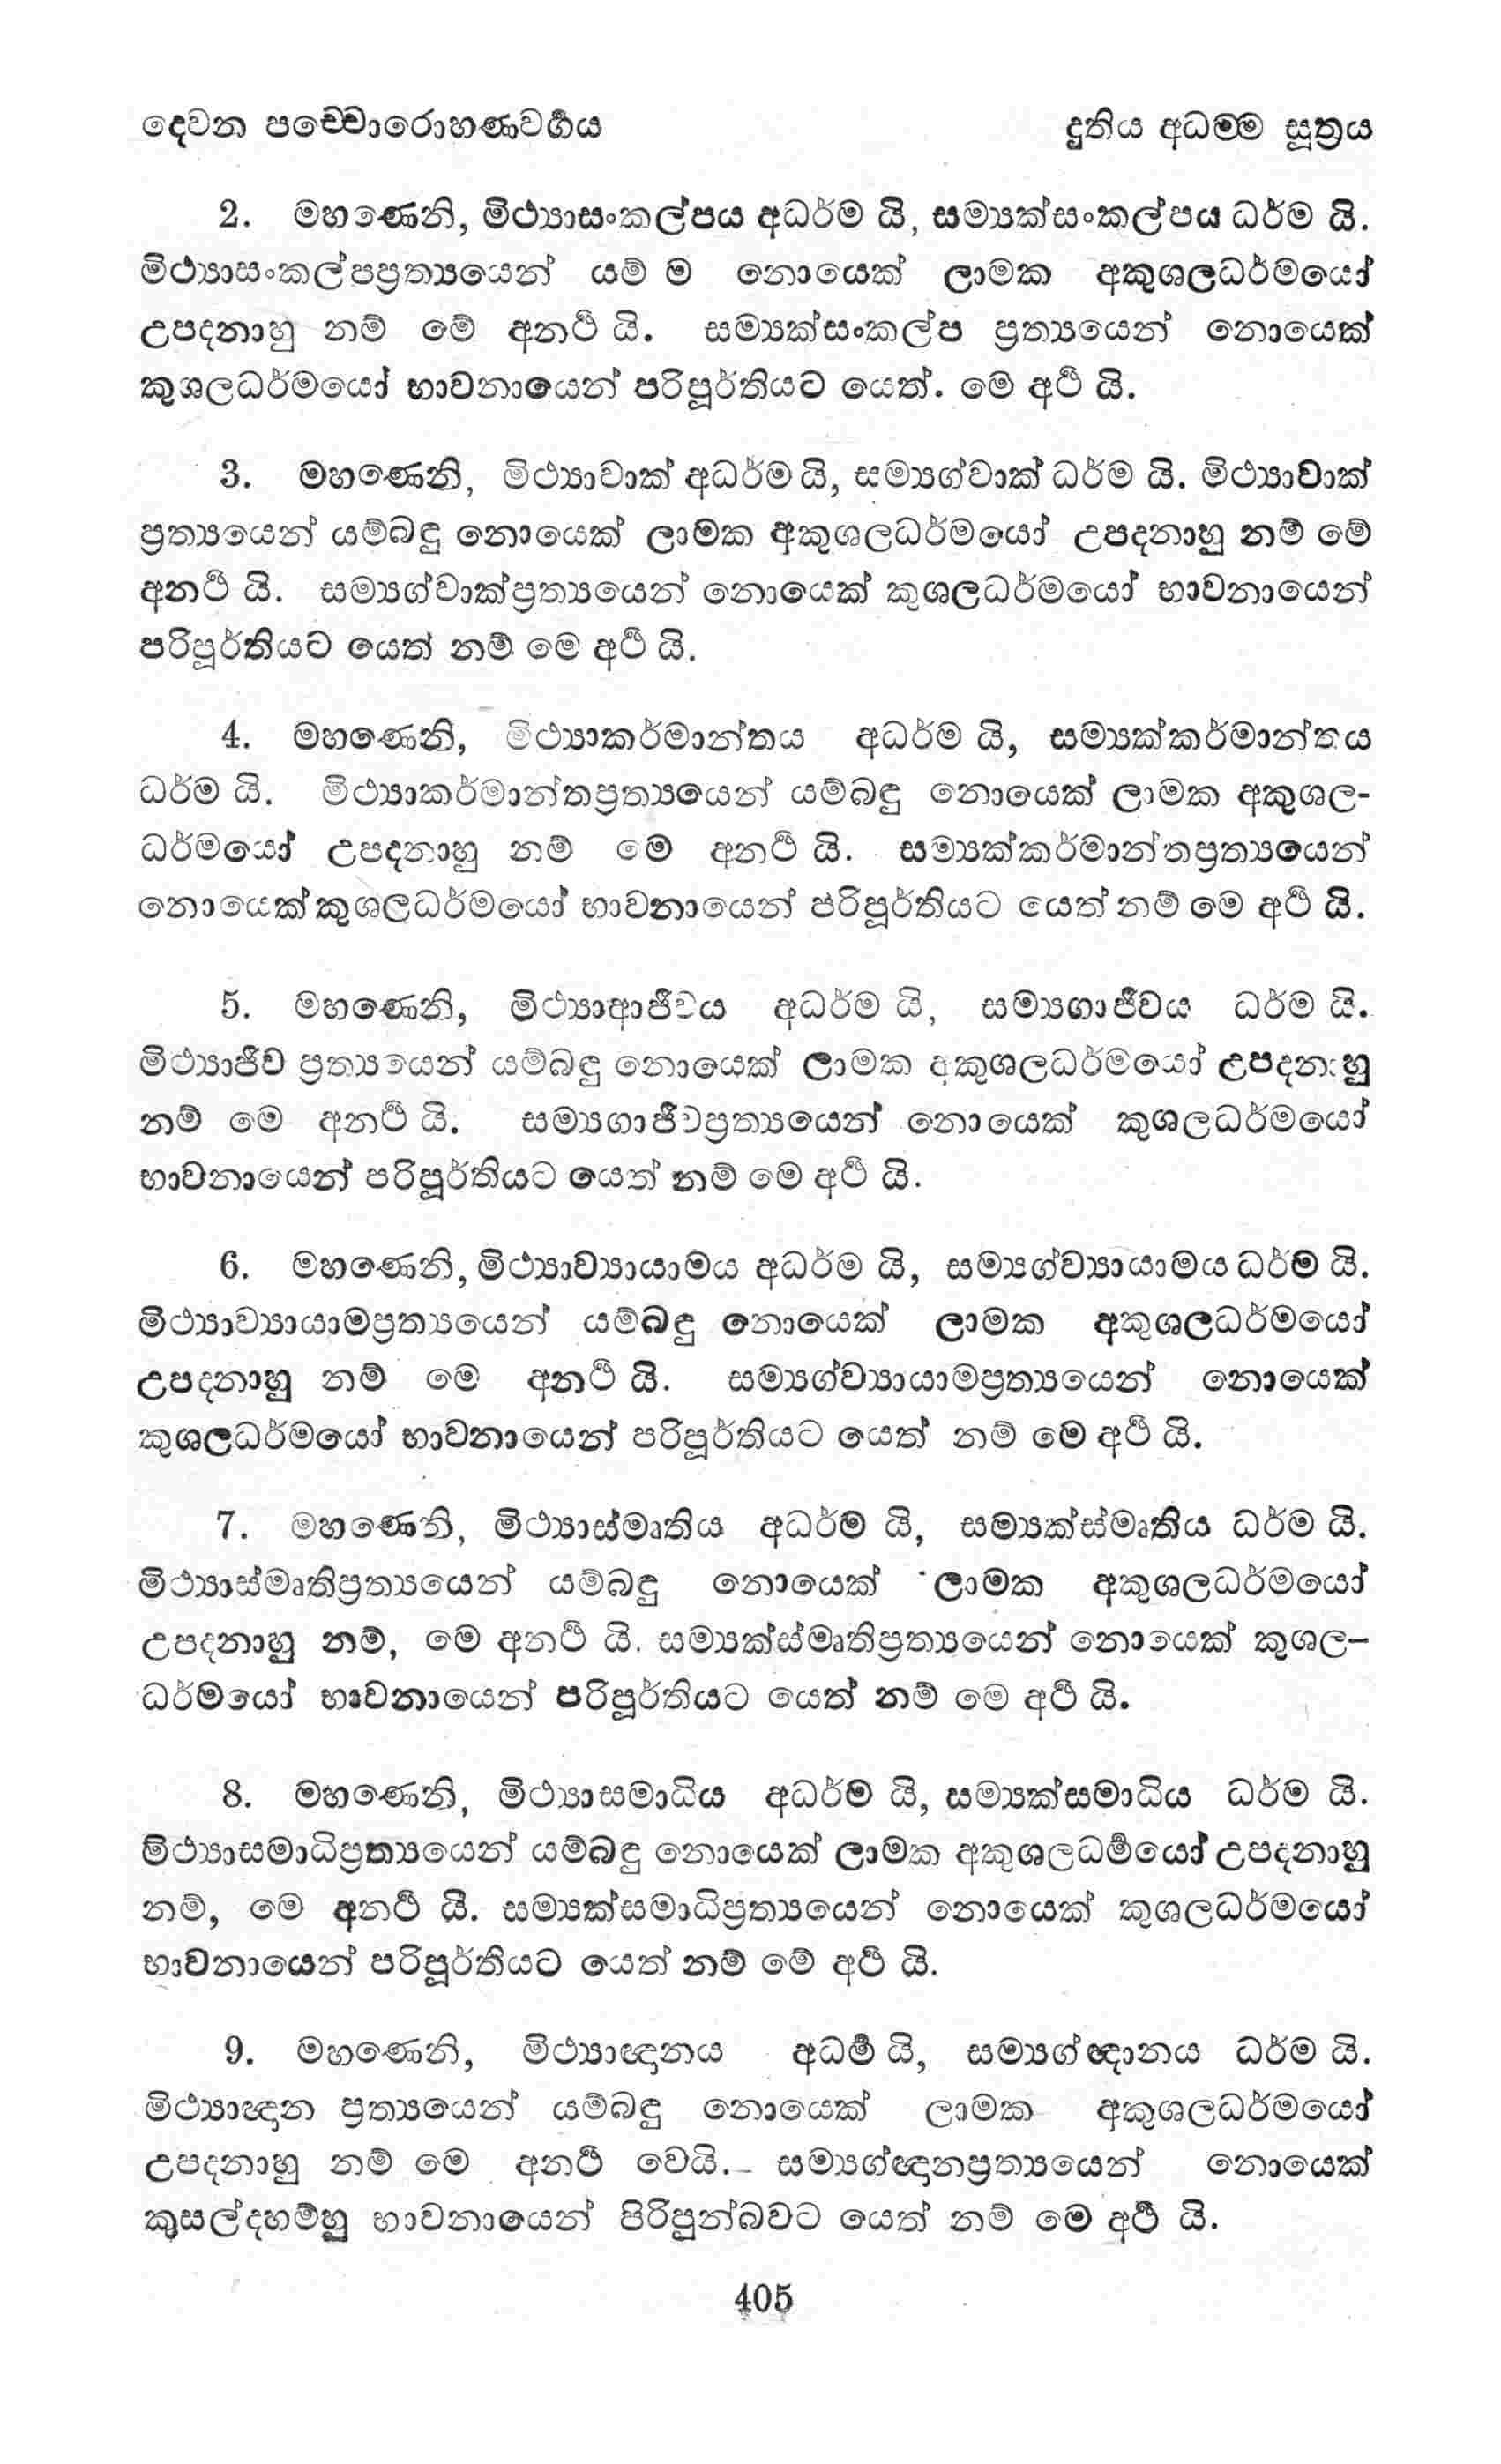 දෙවන පච්චොරොහණවර්‍ගය දුතිය අධම්ම සූත්‍රය
2. මහණෙනි, මිථ්‍යාසංකල්පය අධර්ම යි, සම්‍යක්සංකල්පය ධර්ම යි.
මිථ්‍යාසංකල්පප්‍රත්‍යයෙන් යම් ම නොයෙක් ලාමක අකුශලධර්මයෝ
උපදනාහු නම් මේ අනර්‍ථ යි. සම්‍යක්සංකල්ප ප්‍රත්‍යයෙන් නොයෙක්
කුශලධර්මයෝ භාවනායෙන් පරිපූර්තියට යෙත්. මෙ අර්‍ථ යි.
3. මහණෙනි, මිථ්‍යාවාක් අධර්ම යි, සම්‍යග්වාක් ධර්ම යි. මිථ්‍යාවාක්
ප්‍රත්‍යයෙන් යම්බඳු නොයෙක් ලාමක අකුශලධර්මයෝ උපදනාහු නම් මේ
අනර්‍ථ යි. සම්‍යග්වාක්ප්‍රත්‍යයෙන් නොයෙක් කුශලධර්මයෝ භාවනායෙන්
පරිපූර්තියට යෙත් නම් මෙ අර්‍ථ යි.
4. මහණෙනි, මිථ්‍යාකර්මාන්තය අධර්ම යි, සම්‍යක්කර්මාන්තය
ධර්ම යි. මිථ්‍යාකර්මාන්තප්‍රත්‍යයෙන් යම්බඳු නොයෙක් ලාමක අකුශල-
ධර්මයෝ උපදනාහු නම් මෙ අනර්‍ථ යි. සම්‍යක්කර්මාන්තප්‍රත්‍යයෙන්
නොයෙක් කුශලධර්මයෝ භාවනායෙන් පරිපූර්තියට යෙත් නම් මෙ අර්‍ථ යි.
5. මහණෙනි, මිථ්‍යාආජීවය අධර්ම යි, සම්‍යගාජීවය ධර්ම යි.
මිථ්‍යාජීව ප්‍රත්‍යයෙන් යම්බඳු නොයෙක් ලාමක අකුශලධර්මයෝ උපදනාහු
නම් මෙ අනර්‍ථ යි. සම්‍යගාජීවප්‍රත්‍යයෙන් නොයෙක් කුශලධර්මයෝ
භාවනායෙන් පරිපූර්තියට යෙත් නම් මෙ අර්‍ථ යි.
6. මහණෙනි, මිථ්‍යාව්‍යායාමය අධර්ම යි, සම්‍යග්ව්‍යායාමය ධර්ම යි.
මිථ්‍යාව්‍යායාමප්‍රත්‍යයෙන් යම්බඳු නොයෙක් ලාමක අකුශලධර්මයෝ
උපදනාහු නම් මෙ අනර්‍ථ යි. සම්‍යග්ව්‍යායාමප්‍රත්‍යයෙන් නොයෙක්
කුශලධර්මයෝ භාවනායෙන් පරිපූර්තියට යෙත් නම් මෙ අර්‍ථ යි.
7. මහණෙනි, මිථ්‍යාස්මෘතිය අධර්ම යි, සම්‍යක්ස්මෘතිය ධර්ම යි.
මිථ්‍යාස්මෘතිප්‍රත්‍යයෙන් යම්බඳු නොයෙක් ලාමක අකුශලධර්මයෝ
උපදනාහු නම්, මෙ අනර්‍ථ යි. සම්‍යක්ස්මෘතිප්‍රත්‍යයෙන් නොයෙක් කුශල-
ධර්මයෝ භාවනායෙන් පරිපූර්තියට යෙත් නම් මෙ අර්‍ථ යි.
8. මහණෙනි, මිථ්‍යාසමාධිය අධර්ම යි, සම්‍යක්සමාධිය ධර්ම යි.
මිථ්‍යාසමාධිප්‍රත්‍යයෙන් යම්බඳු නොයෙක් ලාමක අකුශලධර්‍මයෝ උපදනාහු
නම්, මෙ අනර්‍ථ යි. සම්‍යක්සමාධිප්‍රත්‍යයෙන් නොයෙක් කුශලධර්මයෝ
භාවනායෙන් පරිපූර්තියට යෙත් නම් මේ අර්‍ථ යි.
9. මහණෙනි, මිථ්‍යාඥානය අධර්‍ම යි, සම්‍යග්ඥානය ධර්ම යි.
මිථ්‍යාඥාන ප්‍රත්‍යයෙන් යම්බඳු නොයෙක් ලාමක අකුශලධර්මයෝ
උපදනාහු නම් මෙ අනර්‍ථ වෙයි. සම්‍යග්ඥානප්‍රත්‍යයෙන් නොයෙක්
කුසල්දහම්හු භාවනායෙන් පිරිපුන්බවට යෙත් නම් මෙ අර්‍ථ යි.
405